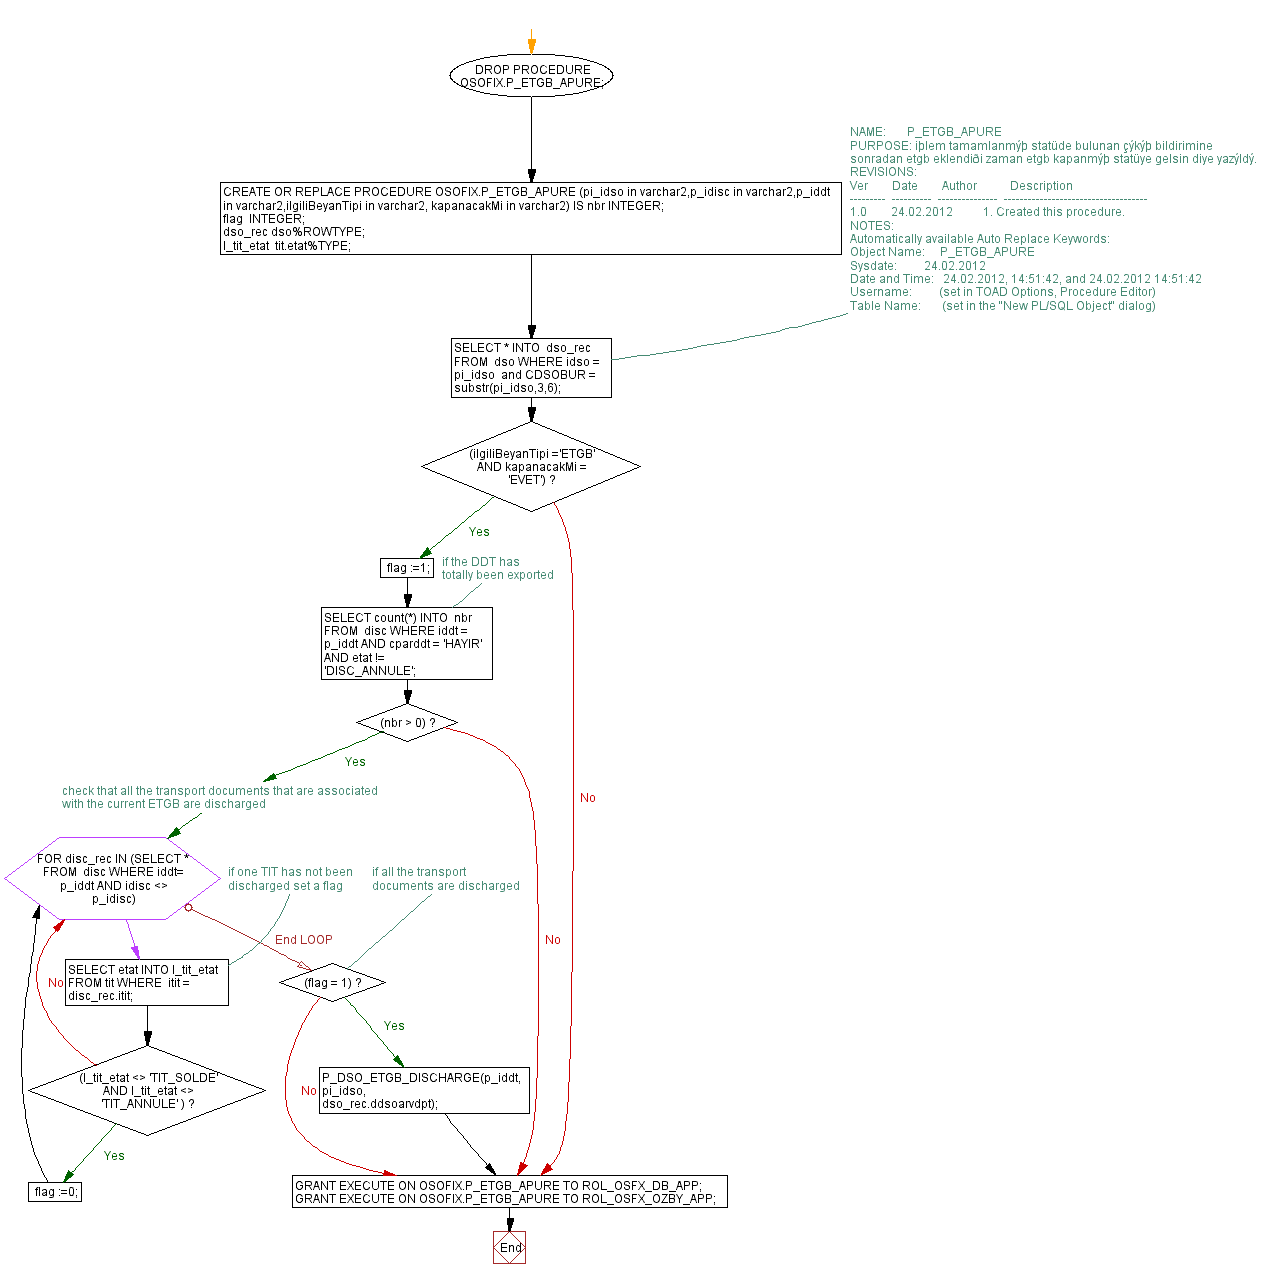 DROP PROCEDURE
OSOFIX.P_ETGB_APURE;
NAME:      P_ETGB_APURE
PURPOSE: iþlem tamamlanmýþ statüde bulunan çýkýþ bildirimine
sonradan etgb eklendiði zaman etgb kapanmýþ statüye gelsin diye yazýldý.
REVISIONS:
Ver       Date       Author          Description
---------  ----------  ---------------  ------------------------------------
1.0       24.02.2012         1. Created this procedure.
NOTES:
Automatically available Auto Replace Keywords:
Object Name:     P_ETGB_APURE
Sysdate:        24.02.2012
Date and Time:   24.02.2012, 14:51:42, and 24.02.2012 14:51:42
Username:        (set in TOAD Options, Procedure Editor)
Table Name:      (set in the "New PL/SQL Object" dialog)
CREATE OR REPLACE PROCEDURE OSOFIX.P_ETGB_APURE (pi_idso in varchar2,p_idisc in varchar2,p_iddt
in varchar2,ilgiliBeyanTipi in varchar2, kapanacakMi in varchar2) IS nbr INTEGER;
flag  INTEGER;
dso_rec dso%ROWTYPE;
l_tit_etat  tit.etat%TYPE;
SELECT * INTO  dso_rec
FROM  dso WHERE idso =
pi_idso  and CDSOBUR =
substr(pi_idso,3,6);
(ilgiliBeyanTipi ='ETGB'
AND kapanacakMi =
'EVET') ?
Yes
flag :=1;
if the DDT has
totally been exported
SELECT count(*) INTO  nbr
FROM  disc WHERE iddt =
p_iddt AND cparddt = 'HAYIR'
AND etat !=
'DISC_ANNULE';
(nbr > 0) ?
Yes
No
check that all the transport documents that are associated
with the current ETGB are discharged
FOR disc_rec IN (SELECT *
FROM  disc WHERE iddt=
p_iddt AND idisc <>
p_idisc)
if one TIT has not been
discharged set a flag
if all the transport
documents are discharged
End LOOP
No
SELECT etat INTO l_tit_etat
FROM tit WHERE  itit =
disc_rec.itit;
No
(flag = 1) ?
Yes
(l_tit_etat <> 'TIT_SOLDE'
AND l_tit_etat <>
'TIT_ANNULE' ) ?
No
P_DSO_ETGB_DISCHARGE(p_iddt,
pi_idso,
dso_rec.ddsoarvdpt);
Yes
flag :=0;
GRANT EXECUTE ON OSOFIX.P_ETGB_APURE TO ROL_OSFX_DB_APP;
GRANT EXECUTE ON OSOFIX.P_ETGB_APURE TO ROL_OSFX_OZBY_APP;
End